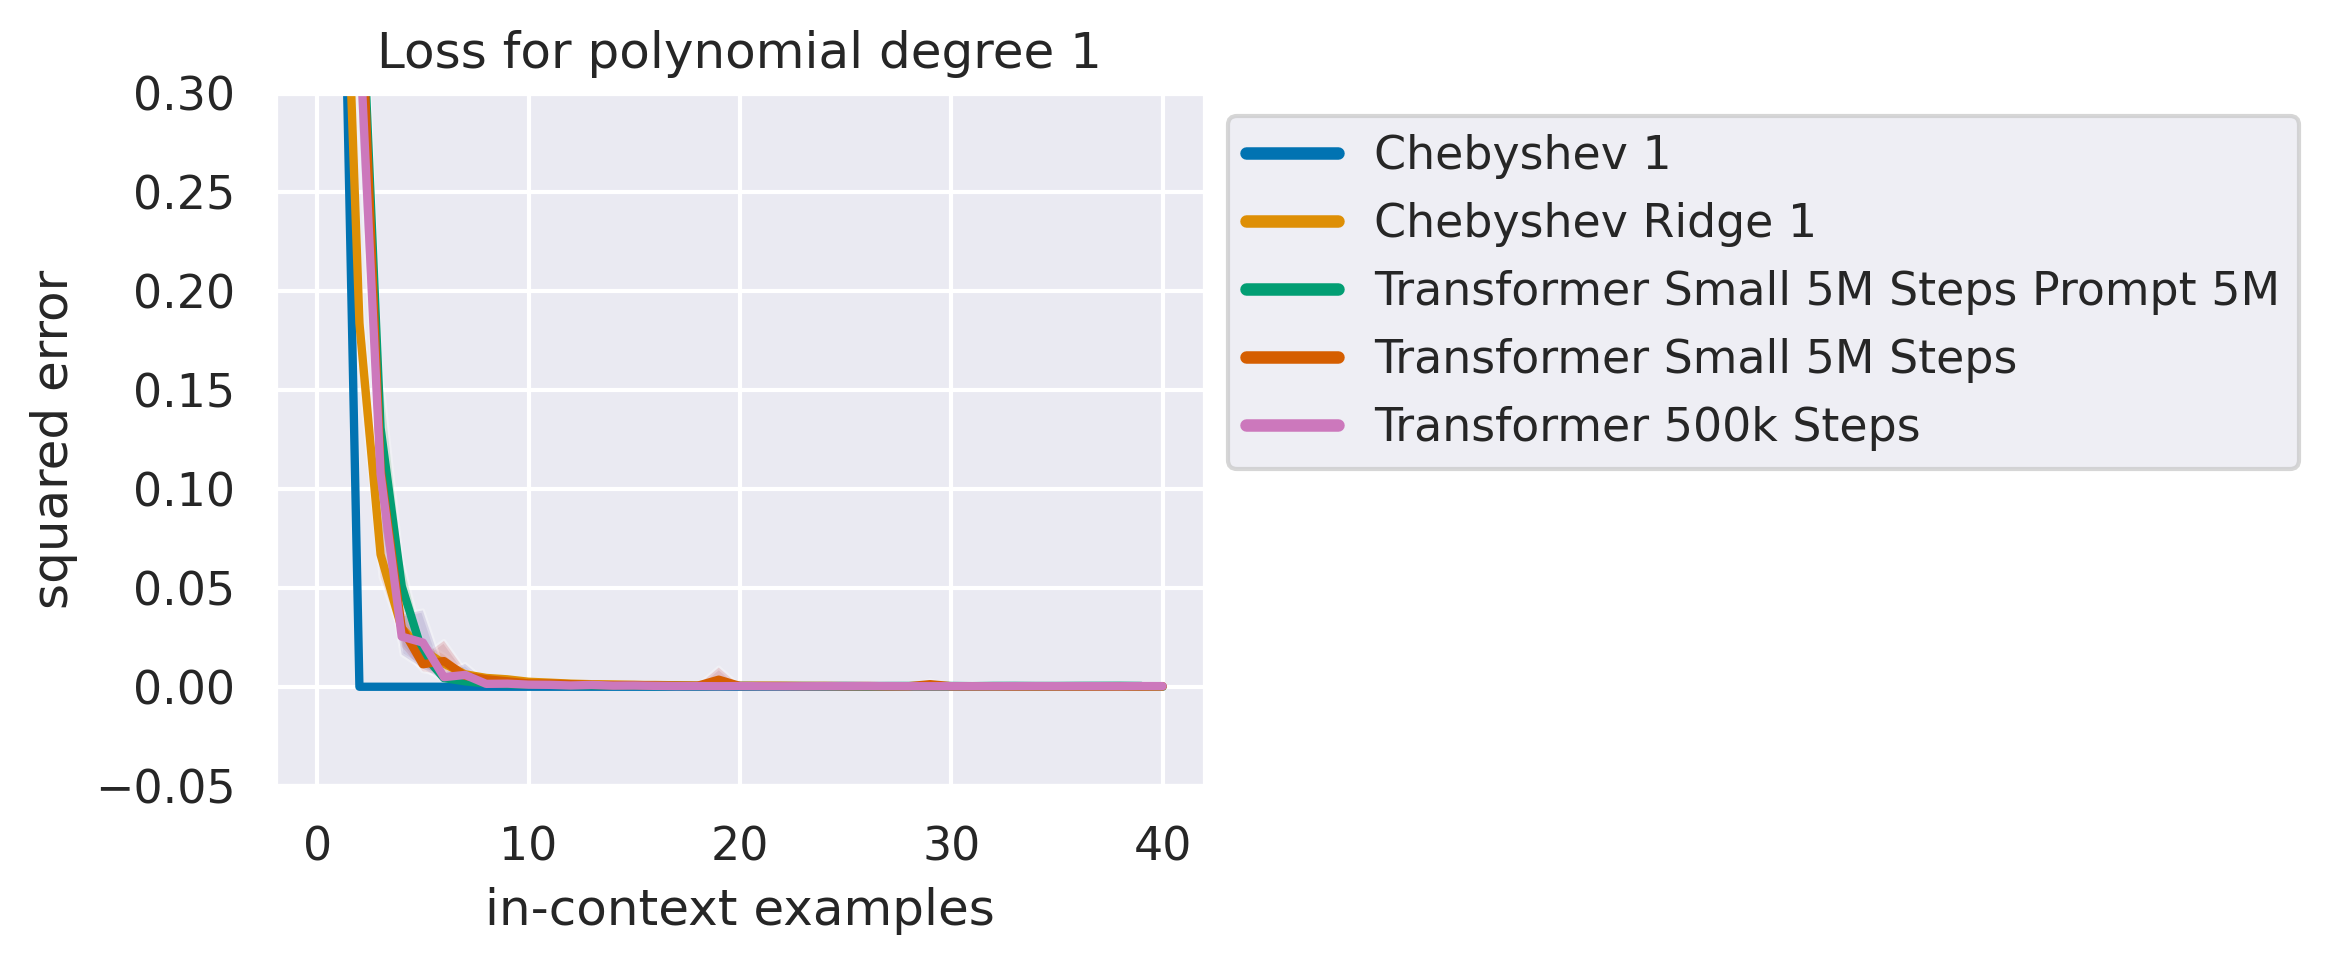 Loss for polynomial degree 1
0.30
0.25
0.20
0.15
0.10
0.05
0.00
−0.05
squared error
0 10 20 30 40
in-context examples
Chebyshev 1
Chebyshev Ridge 1
Transformer Small 5M Steps Prompt 5M
Transformer Small 5M Steps
Transformer 500k Steps